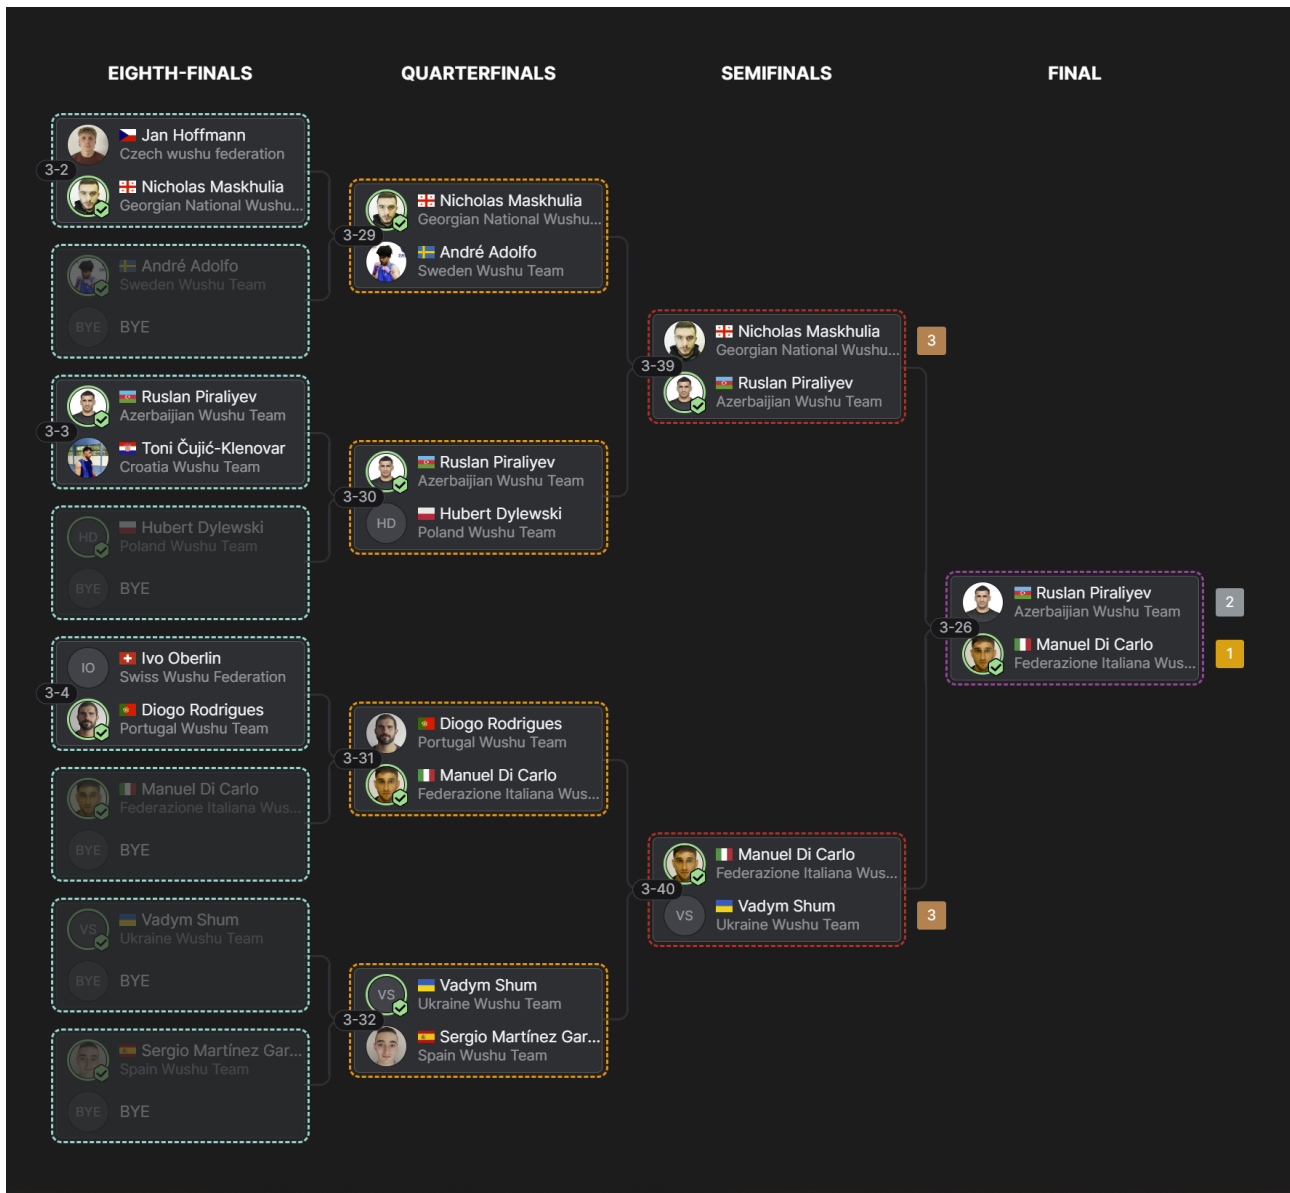 EIGHTH-FINALS
QUARTERFINALS
SEMIFINALS
FINAL
Jan Hoffmann
Czech wushu federation
3-2
Nicholas Maskhulia
Georgian National Wushu...
André Adolfo
Sweden Wushu Team
BYE BYE
Ruslan Piraliyev
Azerbaijian Wushu Team
3-3
Toni Čujić-Klenovar
Croatia Wushu Team
HD Hubert Dylewski
Poland Wushu Team
BYE BYE
IO Ivo Oberlin
Swiss Wushu Federation
3-4
Diogo Rodrigues
Portugal Wushu Team
Manuel Di Carlo
Federazione Italiana Wus...
BYE BYE
VS Vadym Shum
Ukraine Wushu Team
BYE BYE
Sergio Martínez Gar...
Spain Wushu Team
BYE BYE
Nicholas Maskhulia
Georgian National Wushu...
3-29
André Adolfo
Sweden Wushu Team
Ruslan Piraliyev
Azerbaijian Wushu Team
3-30
HD Hubert Dylewski
Poland Wushu Team
Diogo Rodrigues
Portugal Wushu Team
3-31
Manuel Di Carlo
Federazione Italiana Wus...
VS Vadym Shum
Ukraine Wushu Team
3-32
Sergio Martínez Gar...
Spain Wushu Team
Nicholas Maskhulia 3
Georgian National Wushu...
3-39
Ruslan Piraliyev
Azerbaijian Wushu Team
Manuel Di Carlo
Federazione Italiana Wus...
3-40
VS Vadym Shum 3
Ukraine Wushu Team
Ruslan Piraliyev 2
Azerbaijian Wushu Team
3-26
Manuel Di Carlo 1
Federazione Italiana Wus...